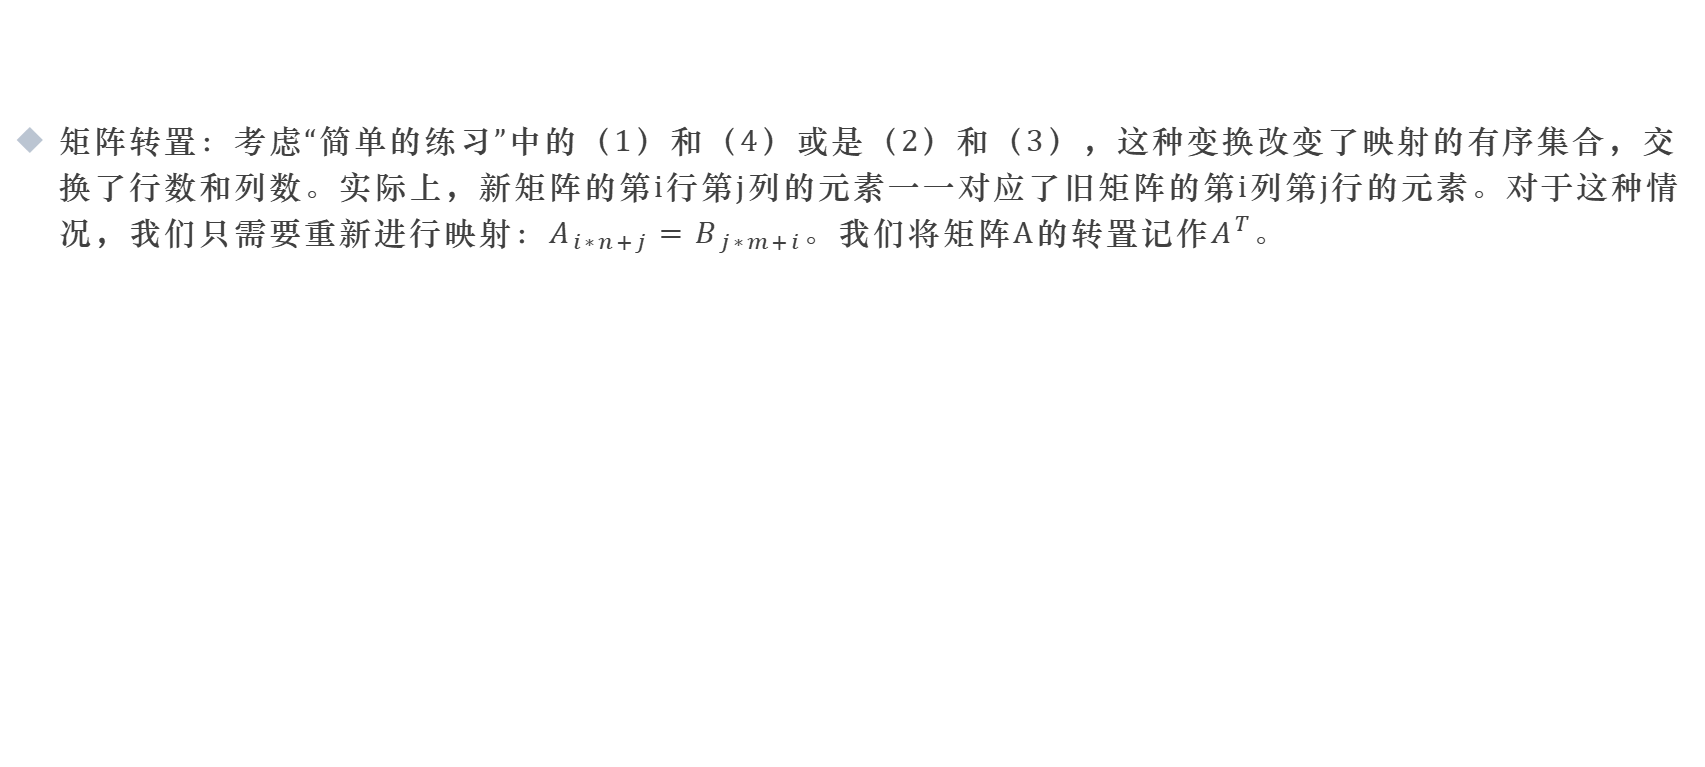 矩阵转置：考虑“简单的练习”中的（1）和（4）或是（2）和（3），这种变换改变了映射的有序集合，交
换了行数和列数。实际上，新矩阵的第i行第j列的元素一一对应了旧矩阵的第i列第j行的元素。对于这种情
况，我们只需要重新进行映射：A_{i*n+j} = B_{j*m+i}。我们将矩阵A的转置记作A^T。